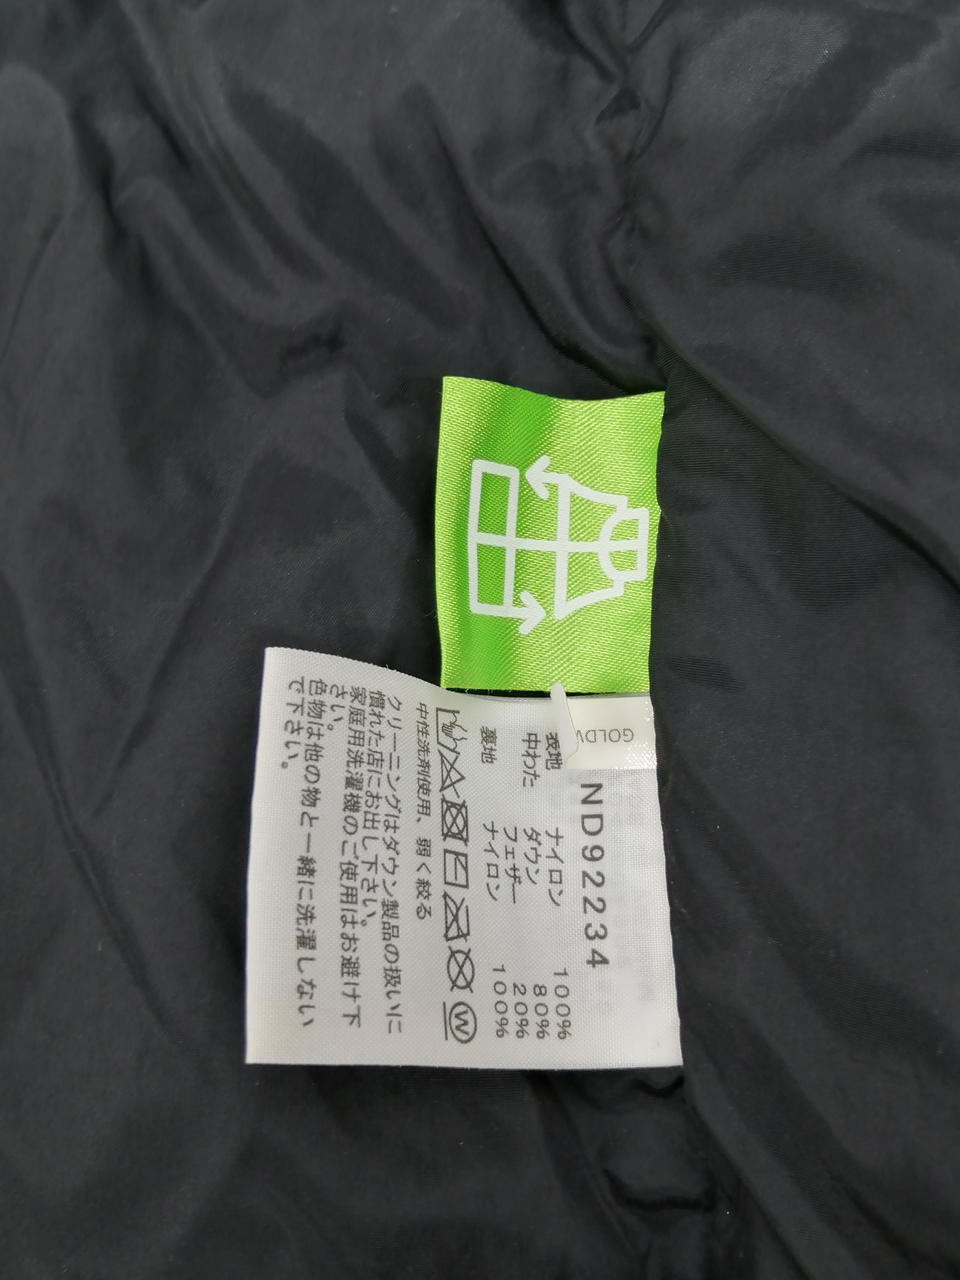 GOLDW
ND92234
表地 ナイロン 100%
中わた ダウン 80%
フェザー 20%
裏地 ナイロン 100%
中性洗剤使用、弱く絞る
W
クリーニングはダウン製品の扱いに
慣れた店にお出し下さい。
家庭用洗濯機のご使用はお避け下
さい。
色物は他の物と一緒に洗濯しない
で下さい。